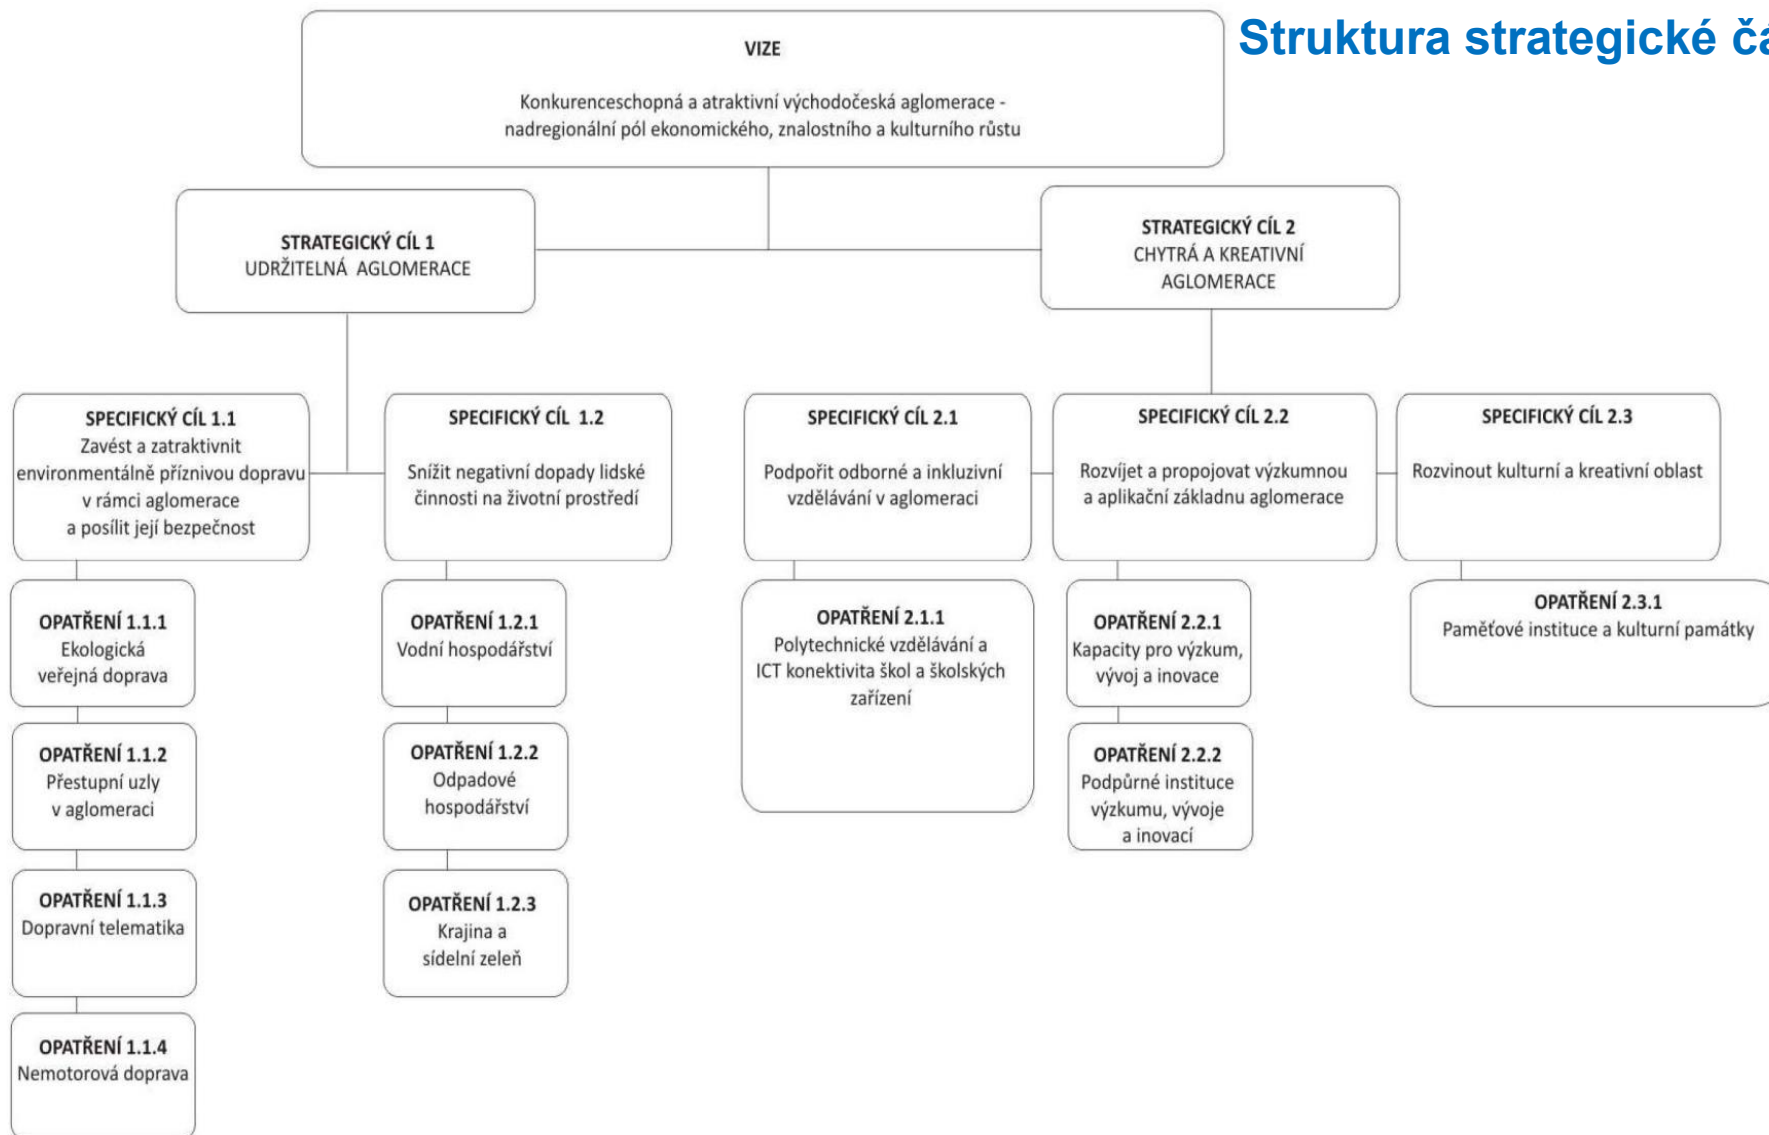 Struktura strategické
VIZE
Konkurenceschopná a atraktivní východočeská aglomerace -
nadregionální pól ekonomického, znalostního a kulturního růstu
STRATEGICKÝ CÍL 1
UDRŽITELNÁ AGLOMERACE
STRATEGICKÝ CÍL 2
CHYTRÁ A KREATIVNÍ
AGLOMERACE
SPECIFICKÝ CÍL 1.1
Zavést a zatraktivnit
environmentálně příznivou dopravu
v rámci aglomerace
a posílit její bezpečnost
SPECIFICKÝ CÍL 1.2
Snížit negativní dopady lidské
činnosti na životní prostředí
SPECIFICKÝ CÍL 2.1
Podpořit odborné a inkluzivní
vzdělávání v aglomeraci
SPECIFICKÝ CÍL 2.2
Rozvíjet a propojovat výzkumnou
a aplikační základnu aglomerace
SPECIFICKÝ CÍL 2.3
Rozvinout kulturní a kreativní oblast
OPATŘENÍ 1.1.1
Ekologická
veřejná doprava
OPATŘENÍ 1.1.2
Přestupní uzly
v aglomeraci
OPATŘENÍ 1.1.3
Dopravní telematika
OPATŘENÍ 1.1.4
Nemotorová doprava
OPATŘENÍ 1.2.1
Vodní hospodářství
OPATŘENÍ 1.2.2
Odpadové
hospodářství
OPATŘENÍ 1.2.3
Krajina a
sídelní zeleň
OPATŘENÍ 2.1.1
Polytechnické vzdělávání a
ICT konektivita škol a školských
zařízení
OPATŘENÍ 2.2.1
Kapacity pro výzkum,
vývoj a inovace
OPATŘENÍ 2.2.2
Podpůrné instituce
výzkumu, vývoje
a inovací
OPATŘENÍ 2.3.1
Paměťové instituce a kulturní památky